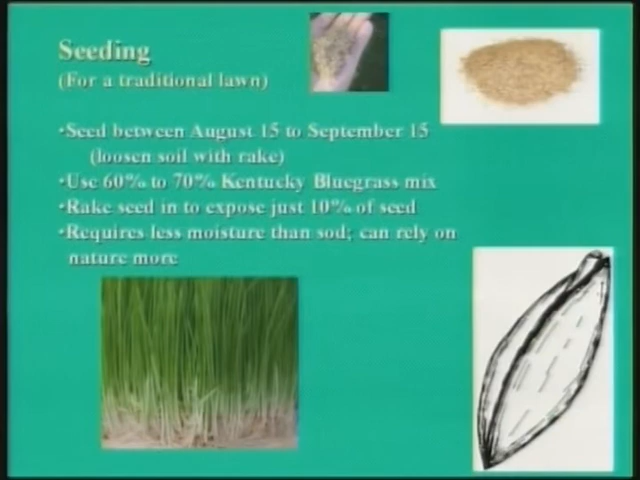 Seeding
(For a traditional lawn)
•Seed between August 15 to September 15
(loosen soil with rake)
•Use 60% to 70% Kentucky Bluegrass mix
•Rake seed in to expose just 10% of seed
•Requires less moisture than sod; can rely on
nature more